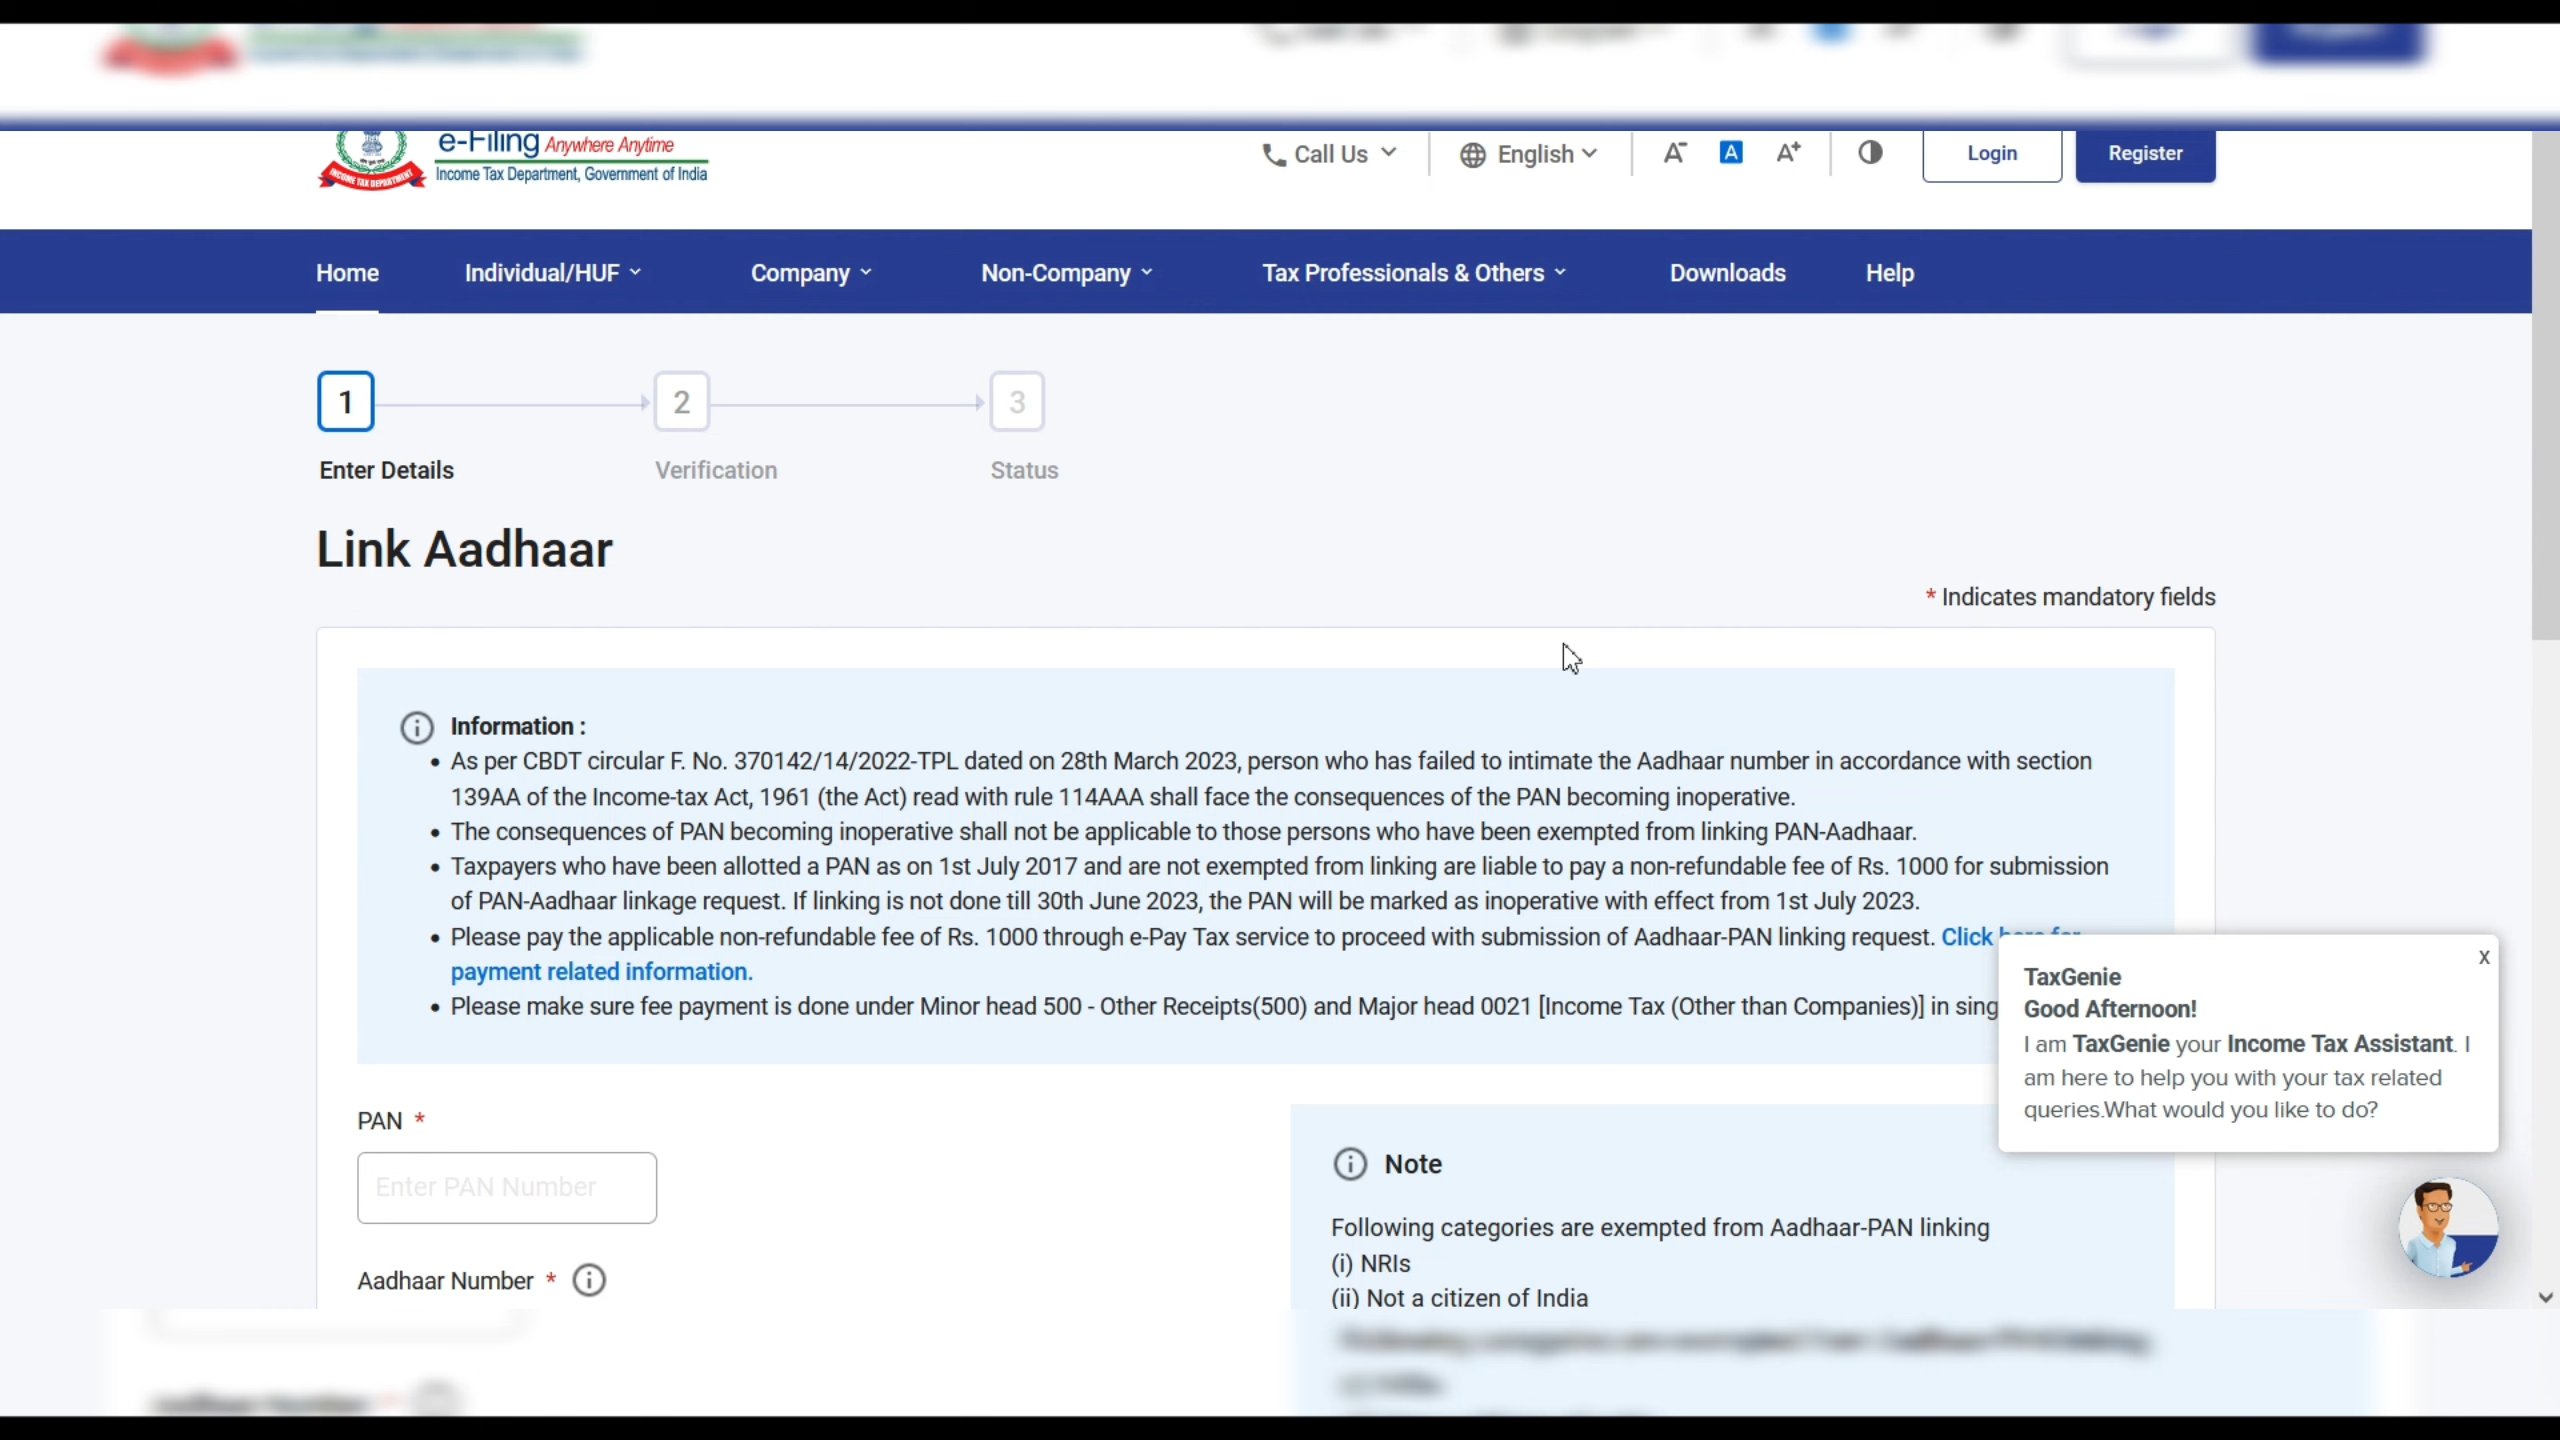 e-Filing Anywhere Anytime
Income Tax Department, Government of India
INCOME TAX DEPARTMENT
Call Us
English
A-
A
A+
Login
Register
Home
Individual/HUF
Company
Non-Company
Tax Professionals & Others
Downloads
Help
1
2
3
Enter Details
Verification
Status
Link Aadhaar
* Indicates mandatory fields
Information :
• As per CBDT circular F. No. 370142/14/2022-TPL dated on 28th March 2023, person who has failed to intimate the Aadhaar number in accordance with section
139AA of the Income-tax Act, 1961 (the Act) read with rule 114AAA shall face the consequences of the PAN becoming inoperative.
• The consequences of PAN becoming inoperative shall not be applicable to those persons who have been exempted from linking PAN-Aadhaar.
• Taxpayers who have been allotted a PAN as on 1st July 2017 and are not exempted from linking are liable to pay a non-refundable fee of Rs. 1000 for submission
of PAN-Aadhaar linkage request. If linking is not done till 30th June 2023, the PAN will be marked as inoperative with effect from 1st July 2023.
• Please pay the applicable non-refundable fee of Rs. 1000 through e-Pay Tax service to proceed with submission of Aadhaar-PAN linking request. Click here for
payment related information.
• Please make sure fee payment is done under Minor head 500 - Other Receipts(500) and Major head 0021 [Income Tax (Other than Companies)] in sing
x
TaxGenie
Good Afternoon!
I am TaxGenie your Income Tax Assistant. I
am here to help you with your tax related
queries.What would you like to do?
PAN *
Enter PAN Number
Aadhaar Number *
Note
Following categories are exempted from Aadhaar-PAN linking
(i) NRIs
(ii) Not a citizen of India